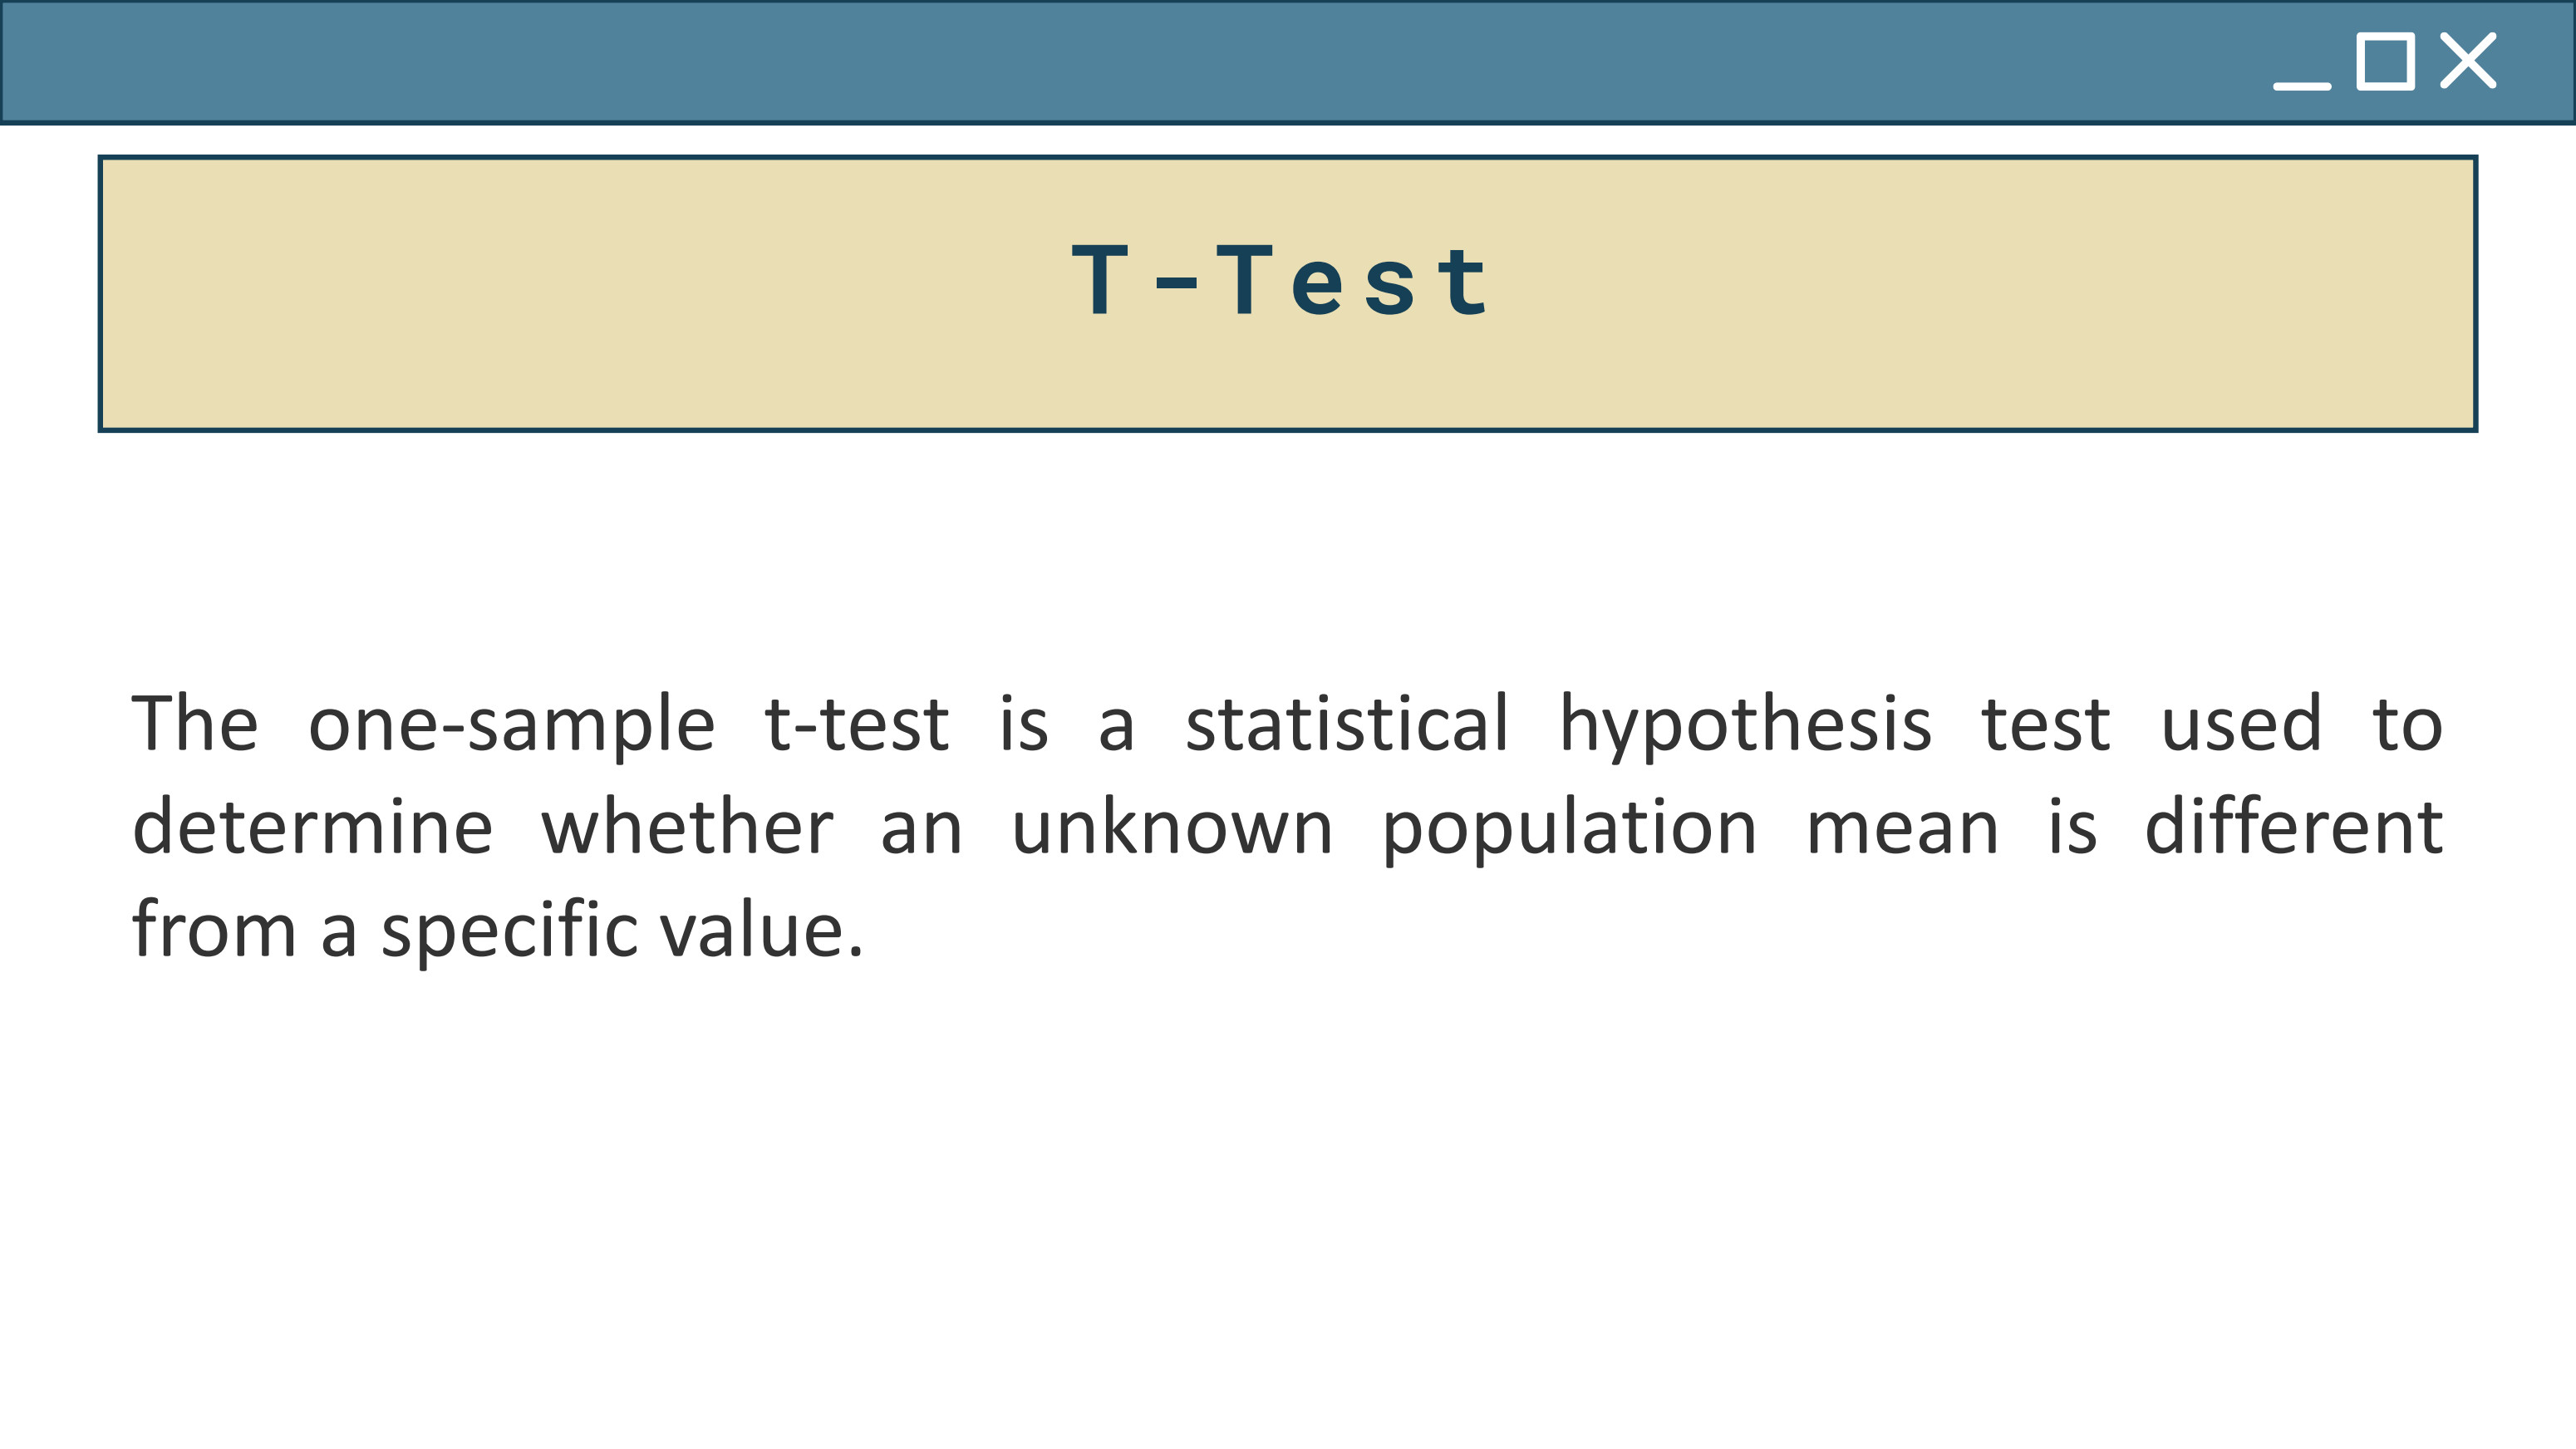 T-Test
The one-sample t-test is a statistical hypothesis test used to
determine whether an unknown population mean is different
from a specific value.